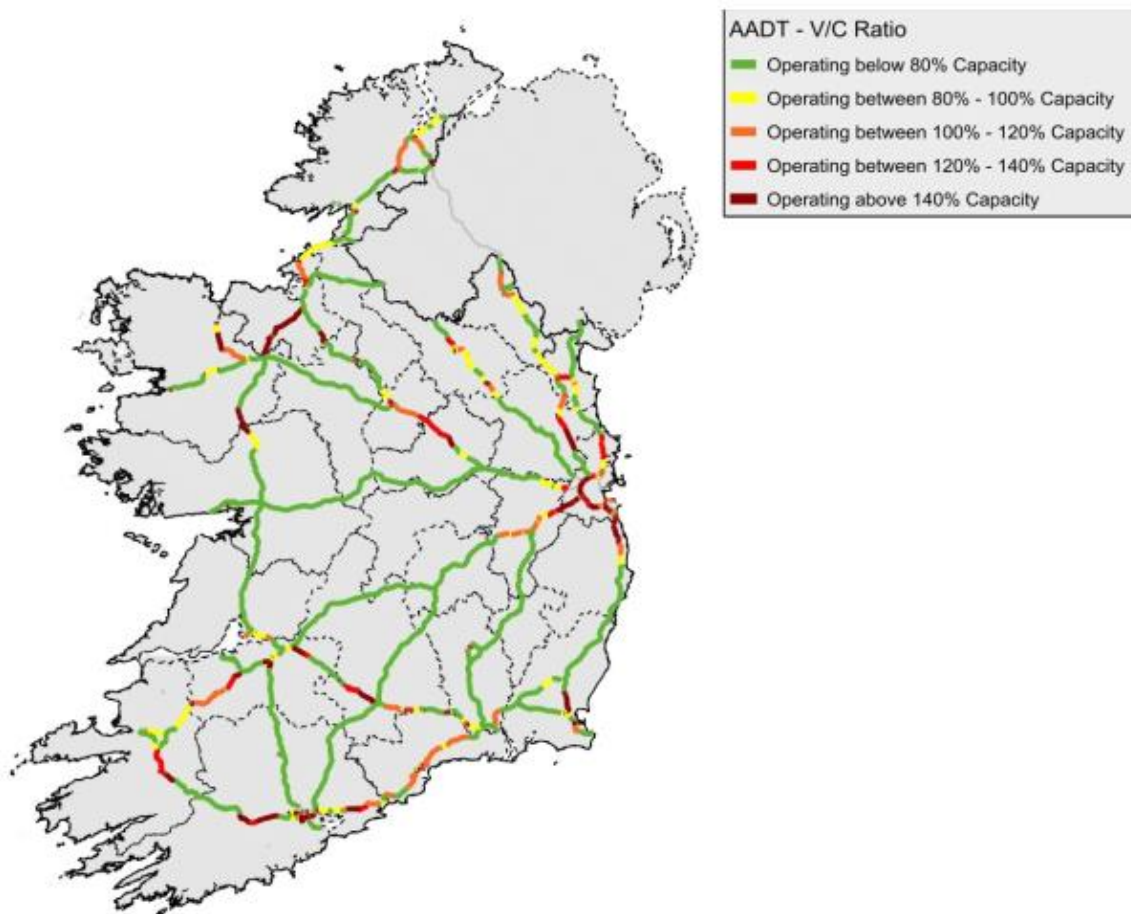 AADT - V/C Ratio
Operating below 80% Capacity
Operating between 80% - 100% Capacity
Operating between 100% - 120% Capacity
Operating between 120% - 140% Capacity
Operating above 140% Capacity